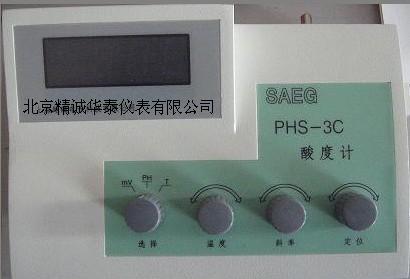 北京精诚华泰仪表有限公司
SAEG
PHS-3C
酸度计
mV PH T
选择 温度 斜率 定位